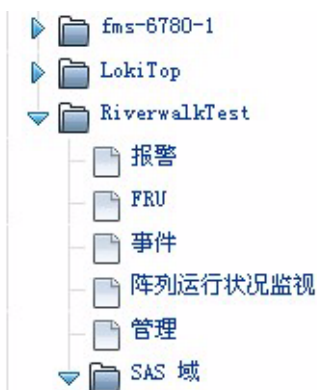 fms-6780-1
LokiTop
RiverwalkTest
报警
FRU
事件
阵列运行状况监视
管理
SAS 域